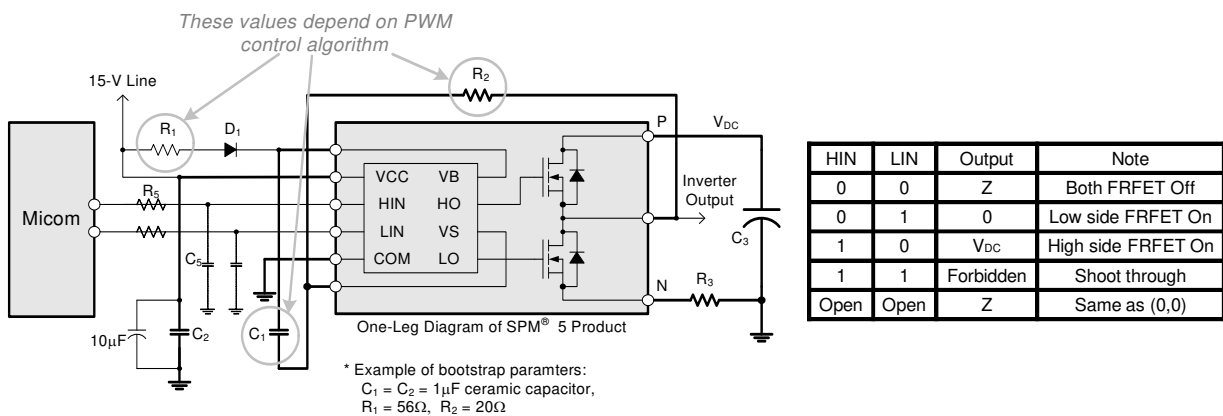 These values depend on PWM
control algorithm
15-V Line
R1
D1
R2
P
VDC
Micom
R5
C5
VCC VB
HIN HO
LIN VS
COM LO
Inverter
Output
C3
N
R3
10μF
C2
C1
One-Leg Diagram of SPM® 5 Product
* Example of bootstrap paramters:
C1 = C2 = 1μF ceramic capacitor,
R1 = 56Ω, R2 = 20Ω
HIN LIN Output Note
0 0 Z Both FRFET Off
0 1 0 Low side FRFET On
1 0 VDC High side FRFET On
1 1 Forbidden Shoot through
Open Open Z Same as (0,0)